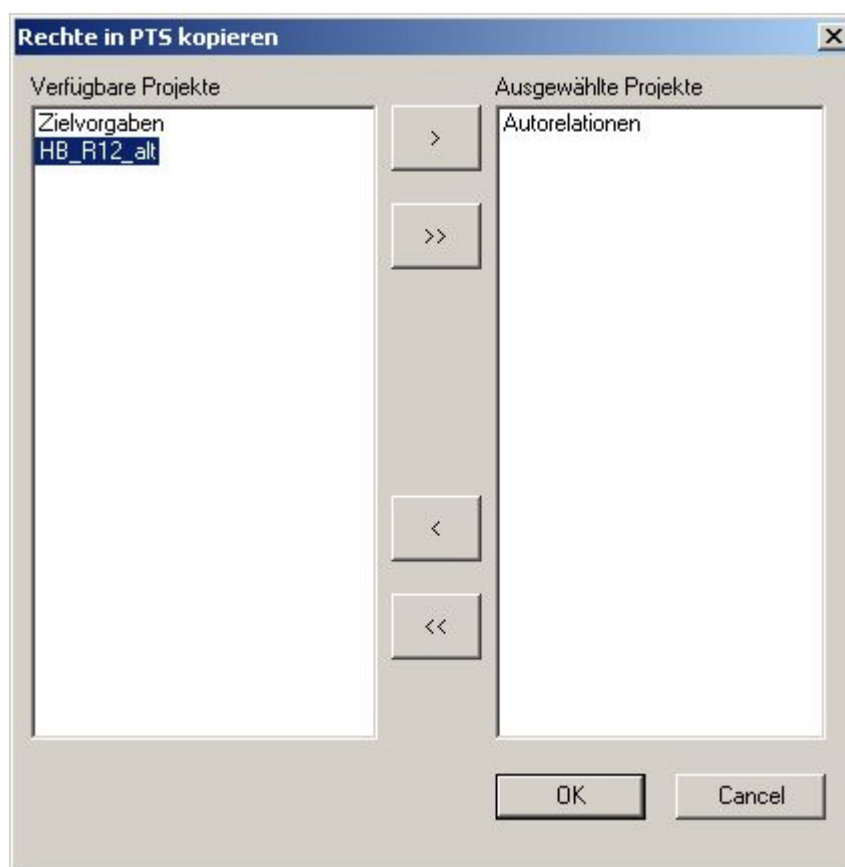 Rechte in PTS kopieren
Verfügbare Projekte
Ausgewählte Projekte
Zielvorgaben
HB_R12_alt
Autorelationen
>
>>
<
<<
OK
Cancel